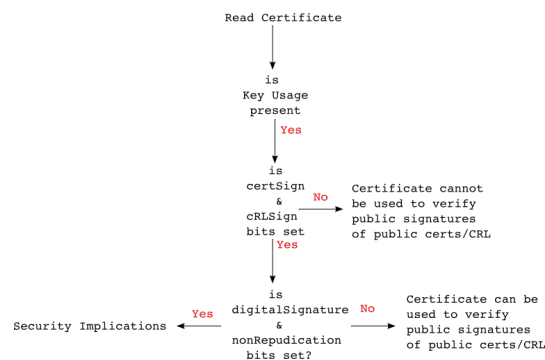 Read Certificate
is
Key Usage
present
Yes
is
certSign
&
cRLSign
bits set
No
Certificate cannot
be used to verify
public signatures
of public certs/CRL
Yes
is
digitalSignature
&
nonRepudication
bits set?
Yes
Security Implications
No
Certificate can be
used to verify
public signatures
of public certs/CRL